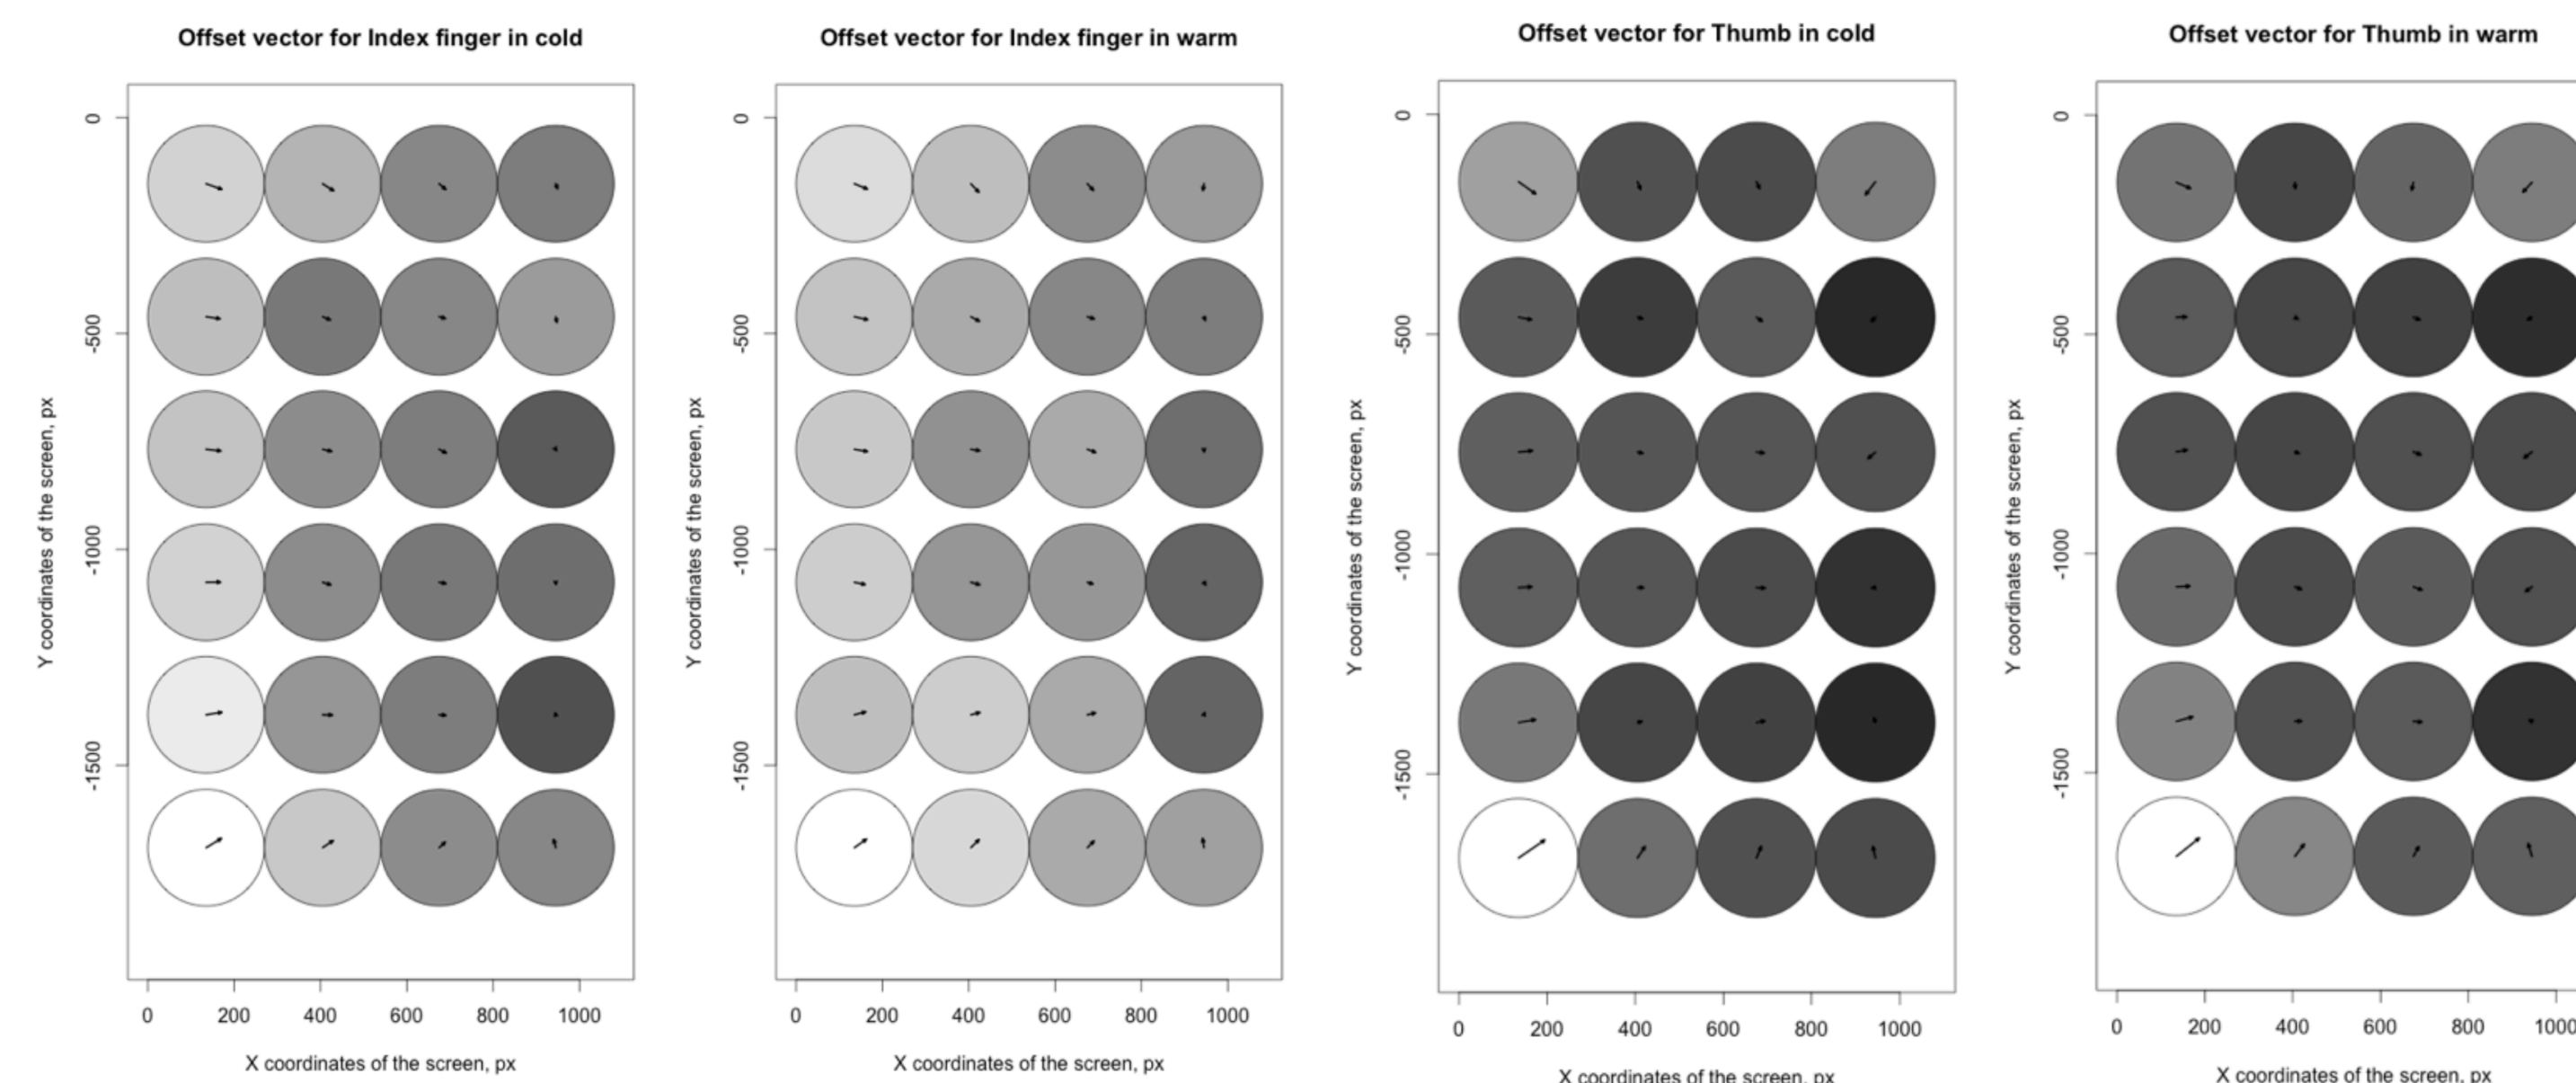 Offset vector for Index finger in cold
0
-500
-1000
-1500
Y coordinates of the screen, px
0 200 400 600 800 1000
X coordinates of the screen, px
Offset vector for Index finger in warm
0
-500
-1000
-1500
Y coordinates of the screen, px
0 200 400 600 800 1000
X coordinates of the screen, px
Offset vector for Thumb in cold
0
-500
-1000
-1500
Y coordinates of the screen, px
0 200 400 600 800 1000
X coordinates of the screen, px
Offset vector for Thumb in warm
0
-500
-1000
-1500
Y coordinates of the screen, px
0 200 400 600 800 1000
X coordinates of the screen, px